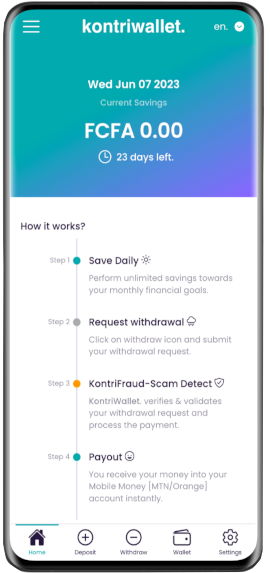 kontriwallet.
en.
Wed Jun 07 2023
Current Savings
FCFA 0.00
23 days left.
How it works?
Step 1
Save Daily
Perform unlimited savings towards
your monthly financial goals.
Step 2
Request withdrawal
Click on withdraw icon and submit
your withdrawal request.
Step 3
KontriFraud-Scam Detect
KontriWallet. verifies & validates
your withdrawal request and
process the payment.
Step 4
Payout
You receive your money into your
Mobile Money [MTN/Orange]
account instantly.
Home
Deposit
Withdraw
Wallet
Settings